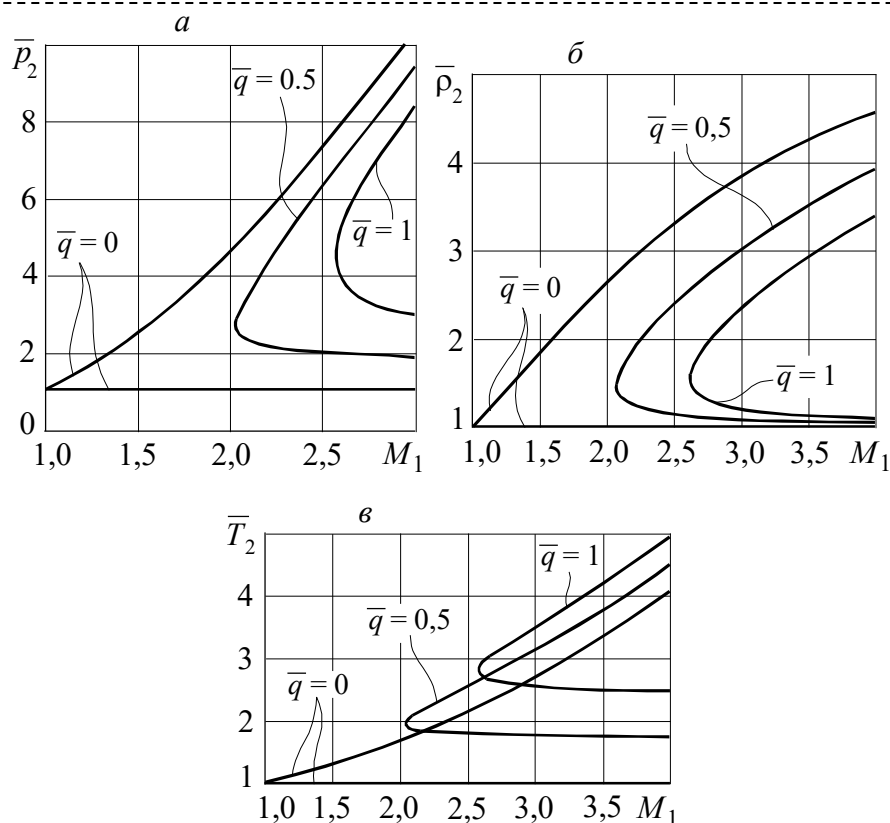 а
p̅₂
q̅ = 0.5
8
6
q̅ = 1
q̅ = 0
4
2
0
1,0 1,5 2,0 2,5 M₁
б
ρ̅₂
q̅ = 0,5
4
3
q̅ = 0
2
q̅ = 1
1
1,0 1,5 2,0 2,5 3,0 3,5 M₁
в
T̅₂
q̅ = 1
4
q̅ = 0,5
3
q̅ = 0
2
1
1,0 1,5 2,0 2,5 3,0 3,5 M₁